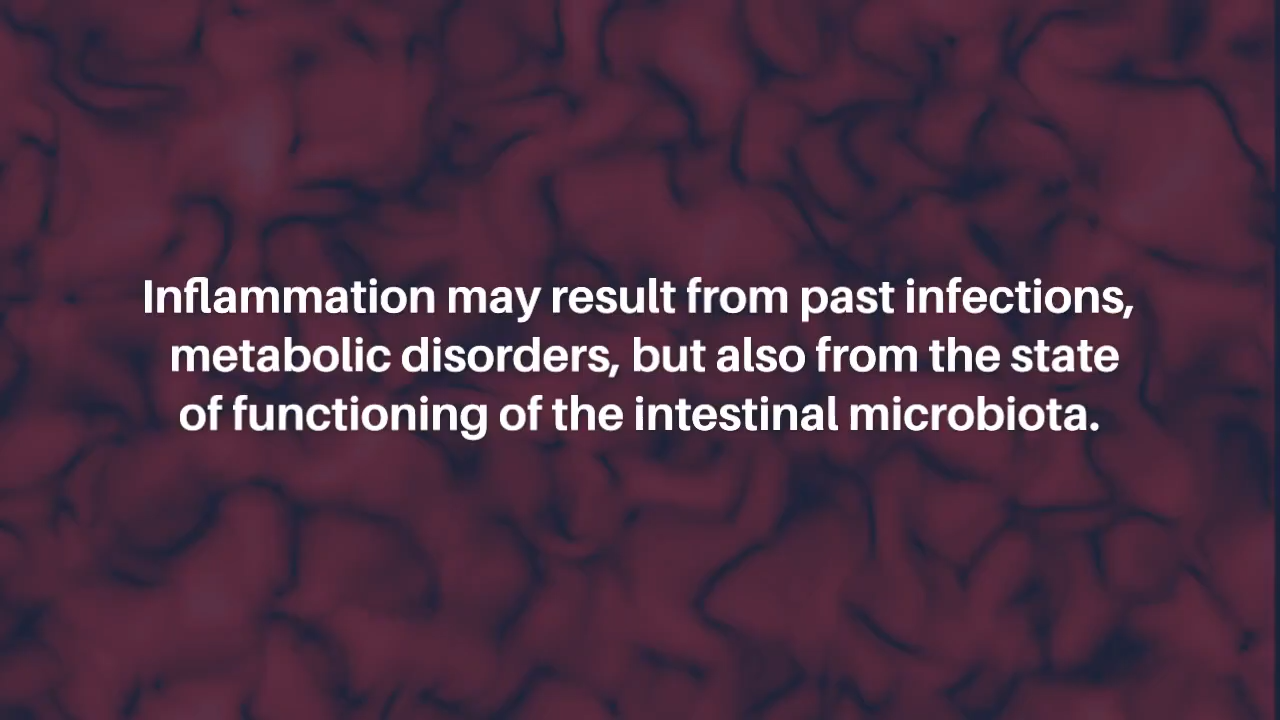 Inflammation may result from past infections,
metabolic disorders, but also from the state
of functioning of the intestinal microbiota.